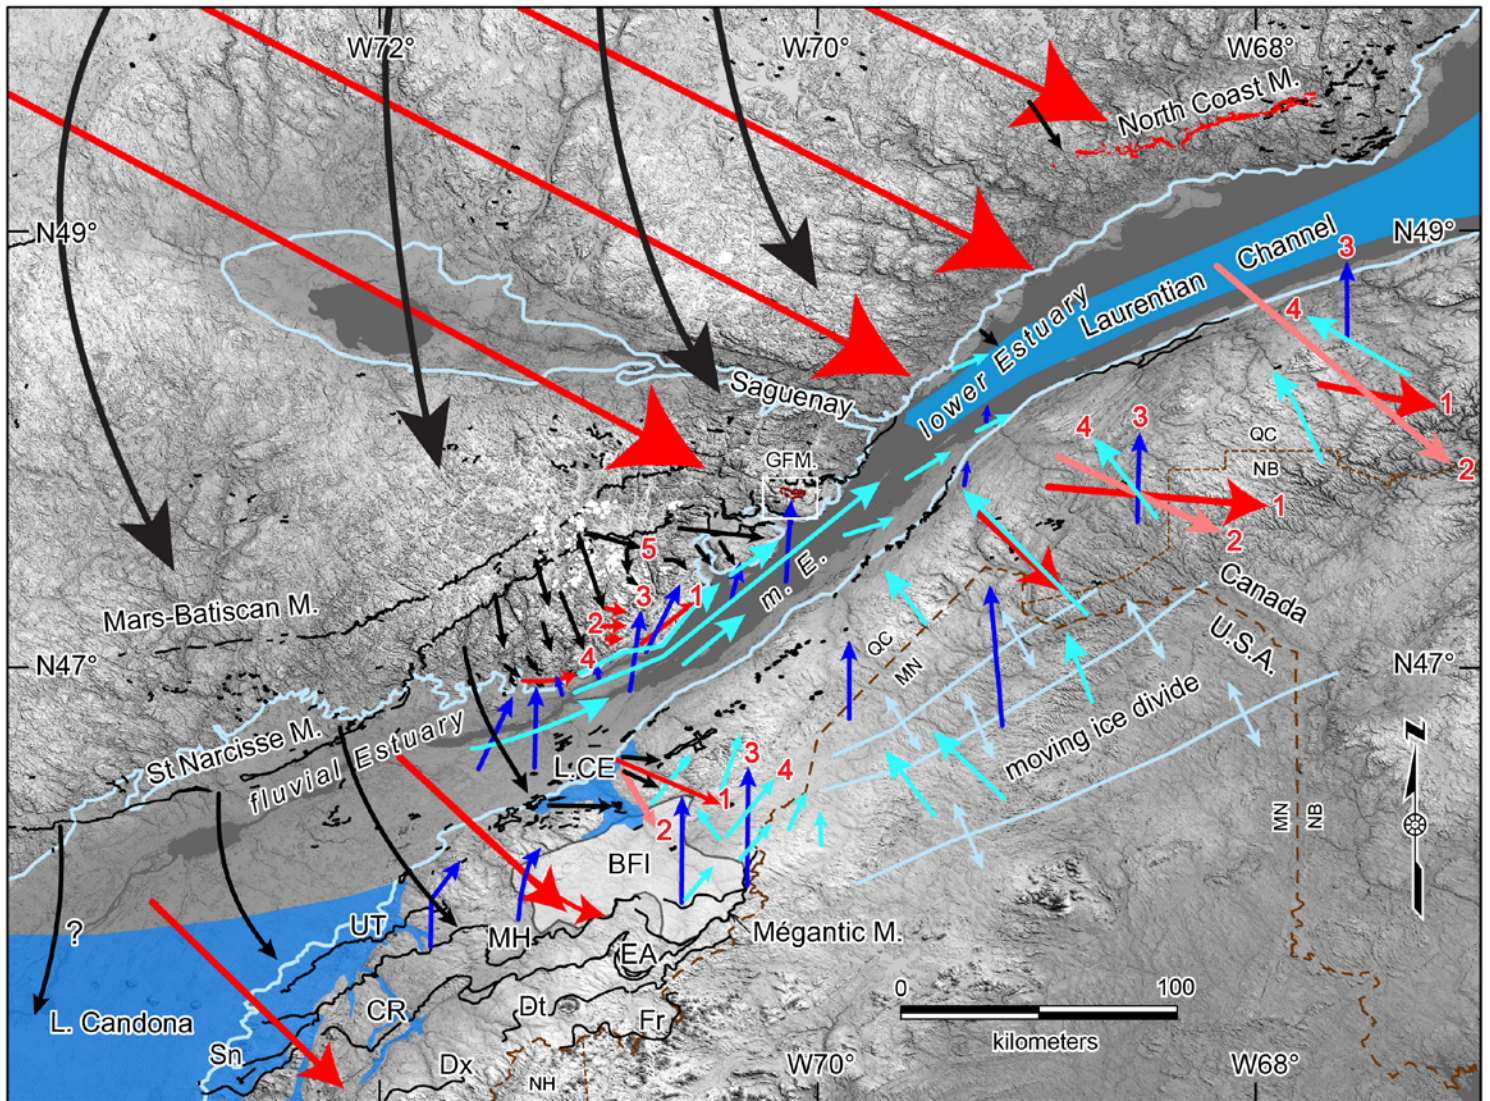 W72°
W70°
W68°
North Coast M.
N49°
N49°
Laurentian Channel
lower Estuary
3
4
1
2
Saguenay
GFM.
QC
NB
4
3
1
2
5
3
1
2
4
m. E.
Mars-Batiscan M.
Canada
U.S.A.
N47°
N47°
QC
MN
moving ice divide
St Narcisse M.
fluvial Estuary
L.CE
3
4
1
2
MN
NB
BFI
Z
?
UT
MH
EA
Mégantic M.
L. Candona
CR
Dt
Fr
Sn
Dx
NH
0
100
kilometers
W70°
W68°